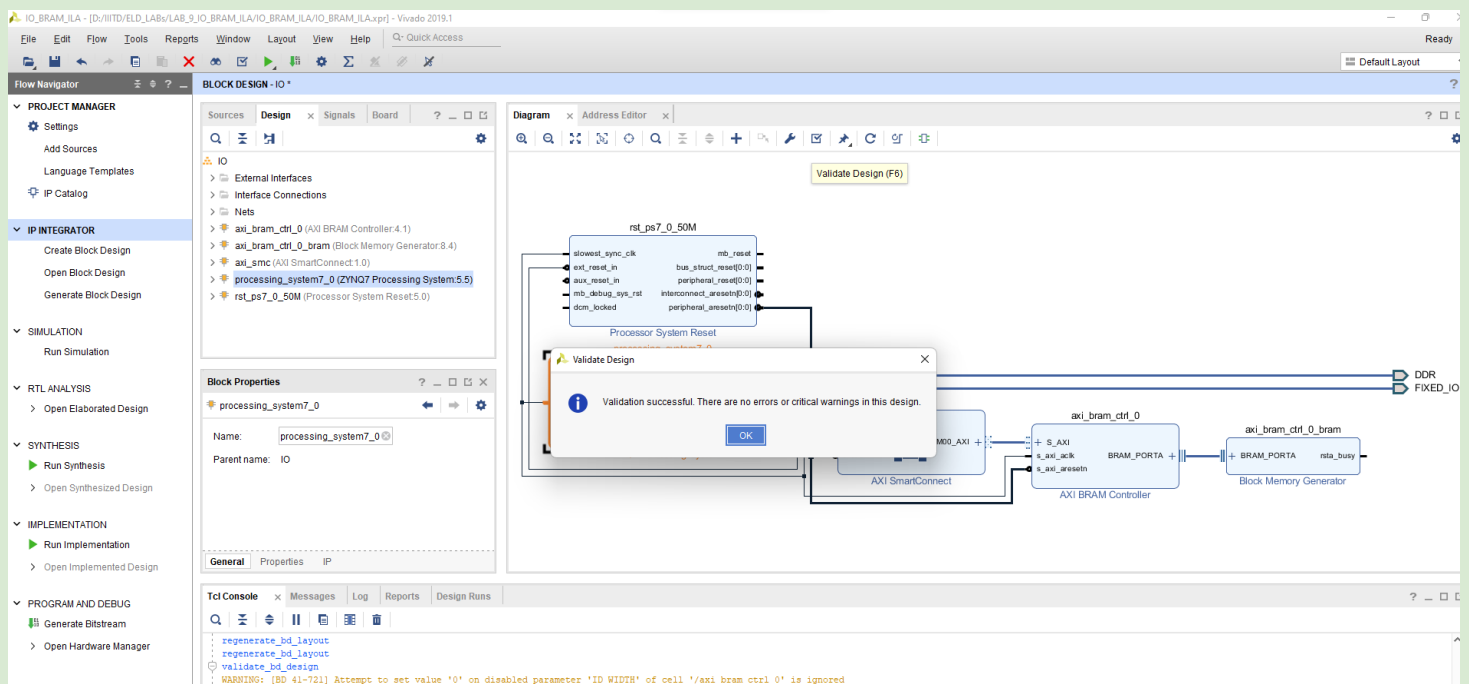 IO_BRAM_ILA - [D:/IIITD/ELD_LABs/LAB_9_IO_BRAM_ILA/IO_BRAM_ILA/IO_BRAM_ILA.xpr] - Vivado 2019.1
File Edit Flow Tools Reports Window Layout View Help Quick Access
Ready
Default Layout
Flow Navigator
BLOCK DESIGN - IO *
PROJECT MANAGER
Settings
Add Sources
Language Templates
IP Catalog
IP INTEGRATOR
Create Block Design
Open Block Design
Generate Block Design
SIMULATION
Run Simulation
RTL ANALYSIS
Open Elaborated Design
SYNTHESIS
Run Synthesis
Open Synthesized Design
IMPLEMENTATION
Run Implementation
Open Implemented Design
PROGRAM AND DEBUG
Generate Bitstream
Open Hardware Manager
Sources Design Signals Board
IO
External Interfaces
Interface Connections
Nets
axi_bram_ctrl_0 (AXI BRAM Controller:4.1)
axi_bram_ctrl_0_bram (Block Memory Generator:8.4)
axi_smc (AXI SmartConnect:1.0)
processing_system7_0 (ZYNQ7 Processing System:5.5)
rst_ps7_0_50M (Processor System Reset:5.0)
Block Properties
processing_system7_0
Name: processing_system7_0
Parent name: IO
General Properties IP
Diagram Address Editor
Validate Design (F6)
rst_ps7_0_50M
slowest_sync_clk mb_reset
ext_reset_in bus_struct_reset[0:0]
aux_reset_in peripheral_reset[0:0]
mb_debug_sys_rst interconnect_aresetn[0:0]
dcm_locked peripheral_aresetn[0:0]
Processor System Reset
Validate Design
Validation successful. There are no errors or critical warnings in this design.
OK
DDR
FIXED_IO
M00_AXI
AXI SmartConnect
axi_bram_ctrl_0
S_AXI
s_axi_aclk BRAM_PORTA
s_axi_aresetn
AXI BRAM Controller
axi_bram_ctrl_0_bram
BRAM_PORTA rsta_busy
Block Memory Generator
Tcl Console Messages Log Reports Design Runs
regenerate_bd_layout
regenerate_bd_layout
validate_bd_design
WARNING: [BD 41-721] Attempt to set value '0' on disabled parameter 'ID_WIDTH' of cell '/axi_bram_ctrl_0' is ignored